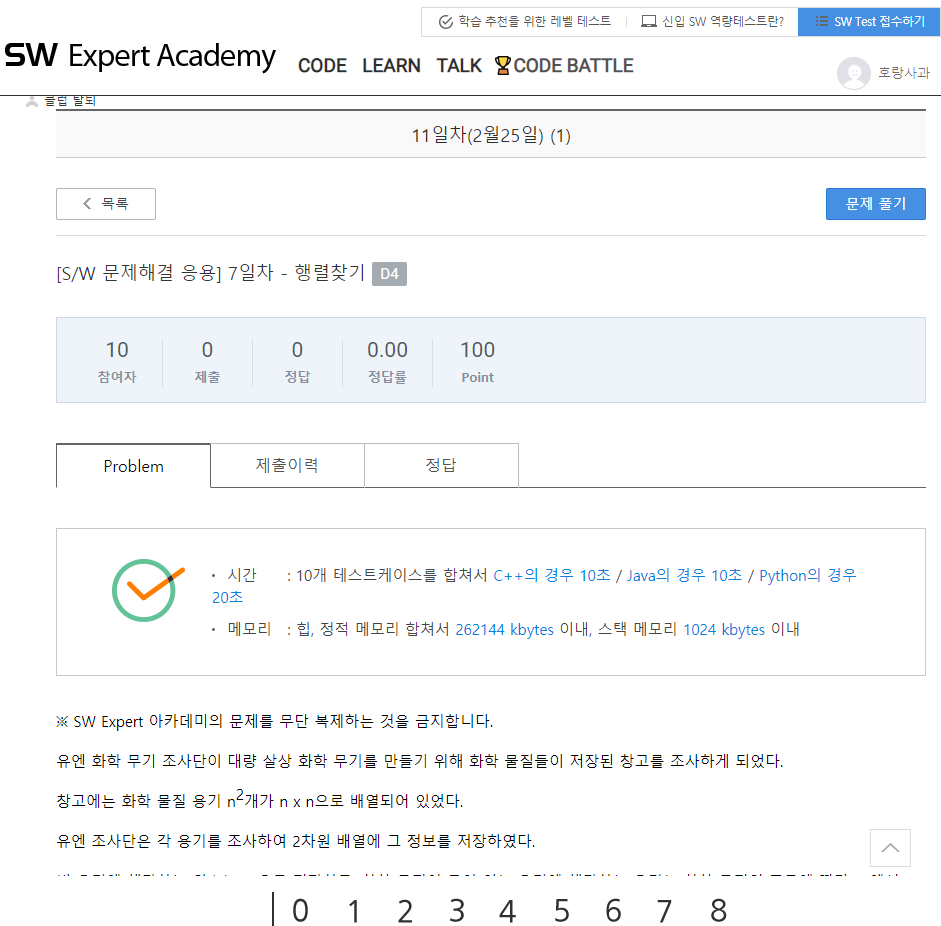 학습 추천을 위한 레벨 테스트
신입 SW 역량테스트란?
SW Test 접수하기
SW Expert Academy
CODE LEARN TALK CODE BATTLE
호랑사과
클럽 탈퇴
11일차(2월25일) (1)
목록
문제 풀기
[S/W 문제해결 응용] 7일차 - 행렬찾기 D4
10 0 0 0.00 100
참여자 제출 정답 정답률 Point
Problem 제출이력 정답
· 시간 : 10개 테스트케이스를 합쳐서 C++의 경우 10초 / Java의 경우 10초 / Python의 경우
20초
· 메모리 : 힙, 정적 메모리 합쳐서 262144 kbytes 이내, 스택 메모리 1024 kbytes 이내
※ SW Expert 아카데미의 문제를 무단 복제하는 것을 금지합니다.
유엔 화학 무기 조사단이 대량 살상 화학 무기를 만들기 위해 화학 물질들이 저장된 창고를 조사하게 되었다.
창고에는 화학 물질 용기 n²개가 n x n으로 배열되어 있었다.
유엔 조사단은 각 용기를 조사하여 2차원 배열에 그 정보를 저장하였다.
0 1 2 3 4 5 6 7 8